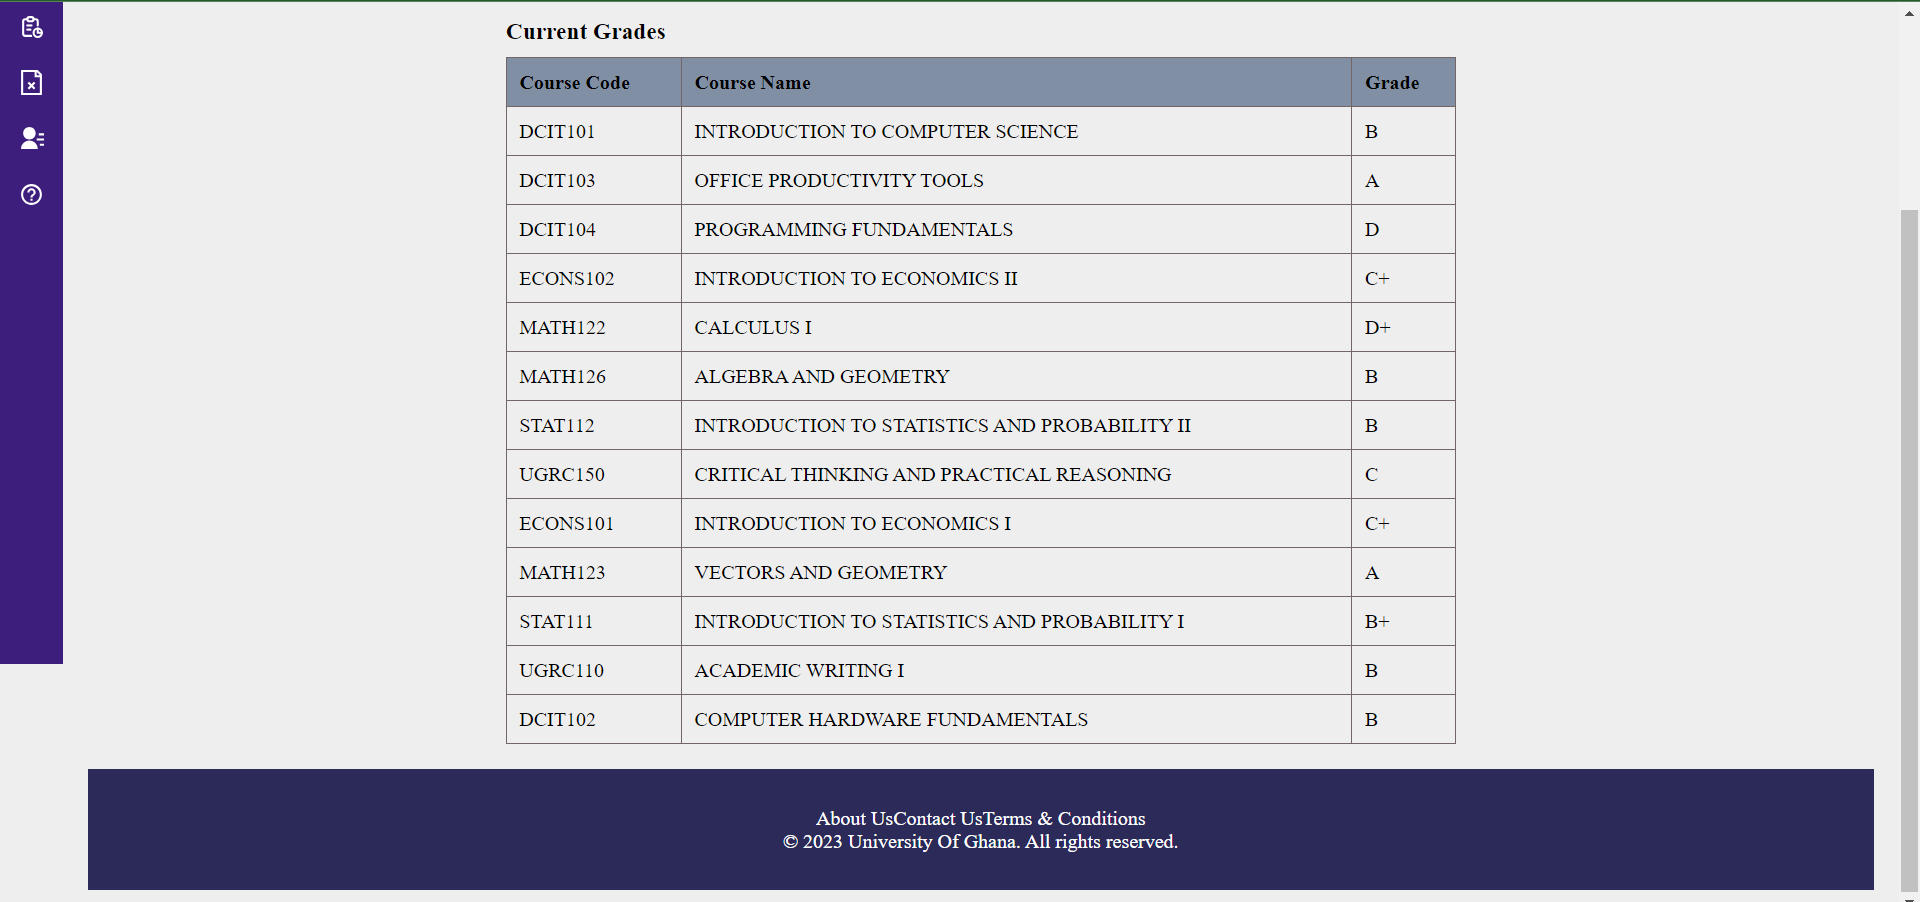 Current Grades
Course Code Course Name Grade
DCIT101 INTRODUCTION TO COMPUTER SCIENCE B
DCIT103 OFFICE PRODUCTIVITY TOOLS A
DCIT104 PROGRAMMING FUNDAMENTALS D
ECONS102 INTRODUCTION TO ECONOMICS II C+
MATH122 CALCULUS I D+
MATH126 ALGEBRA AND GEOMETRY B
STAT112 INTRODUCTION TO STATISTICS AND PROBABILITY II B
UGRC150 CRITICAL THINKING AND PRACTICAL REASONING C
ECONS101 INTRODUCTION TO ECONOMICS I C+
MATH123 VECTORS AND GEOMETRY A
STAT111 INTRODUCTION TO STATISTICS AND PROBABILITY I B+
UGRC110 ACADEMIC WRITING I B
DCIT102 COMPUTER HARDWARE FUNDAMENTALS B
About UsContact UsTerms & Conditions
© 2023 University Of Ghana. All rights reserved.